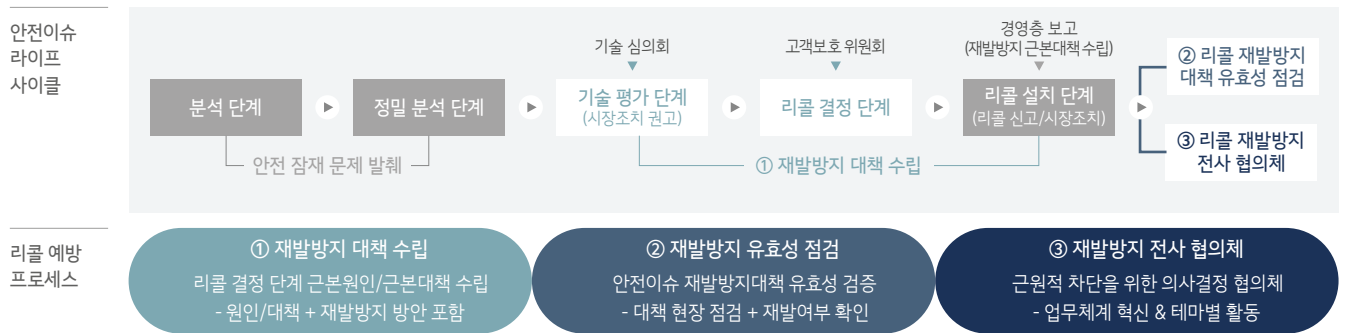 안전이슈
라이프
사이클
기술 심의회
고객보호 위원회
경영층 보고
(재발방지 근본대책 수립)
분석 단계
정밀 분석 단계
기술 평가 단계
(시장조치 권고)
리콜 결정 단계
리콜 설치 단계
(리콜 신고/시장조치)
② 리콜 재발방지
대책 유효성 점검
③ 리콜 재발방지
전사 협의체
안전 잠재 문제 발췌
① 재발방지 대책 수립
리콜 예방
프로세스
① 재발방지 대책 수립
리콜 결정 단계 근본원인/근본대책 수립
- 원인/대책 + 재발방지 방안 포함
② 재발방지 유효성 점검
안전이슈 재발방지대책 유효성 검증
- 대책 현장 점검 + 재발여부 확인
③ 재발방지 전사 협의체
근원적 차단을 위한 의사결정 협의체
- 업무체계 혁신 & 테마별 활동